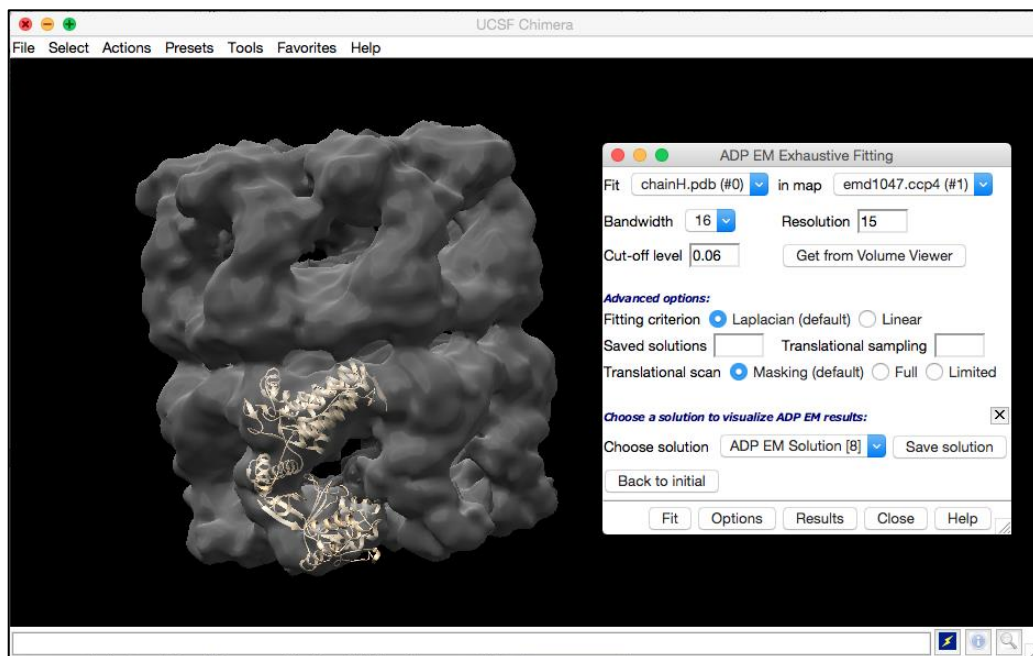 UCSF Chimera
File Select Actions Presets Tools Favorites Help
ADP EM Exhaustive Fitting
Fit chainH.pdb (#0) in map emd1047.ccp4 (#1)
Bandwidth 16 Resolution 15
Cut-off level 0.06 Get from Volume Viewer
Advanced options:
Fitting criterion Laplacian (default) Linear
Saved solutions Translational sampling
Translational scan Masking (default) Full Limited
Choose a solution to visualize ADP EM results:
Choose solution ADP EM Solution [8] Save solution
Back to initial
Fit Options Results Close Help